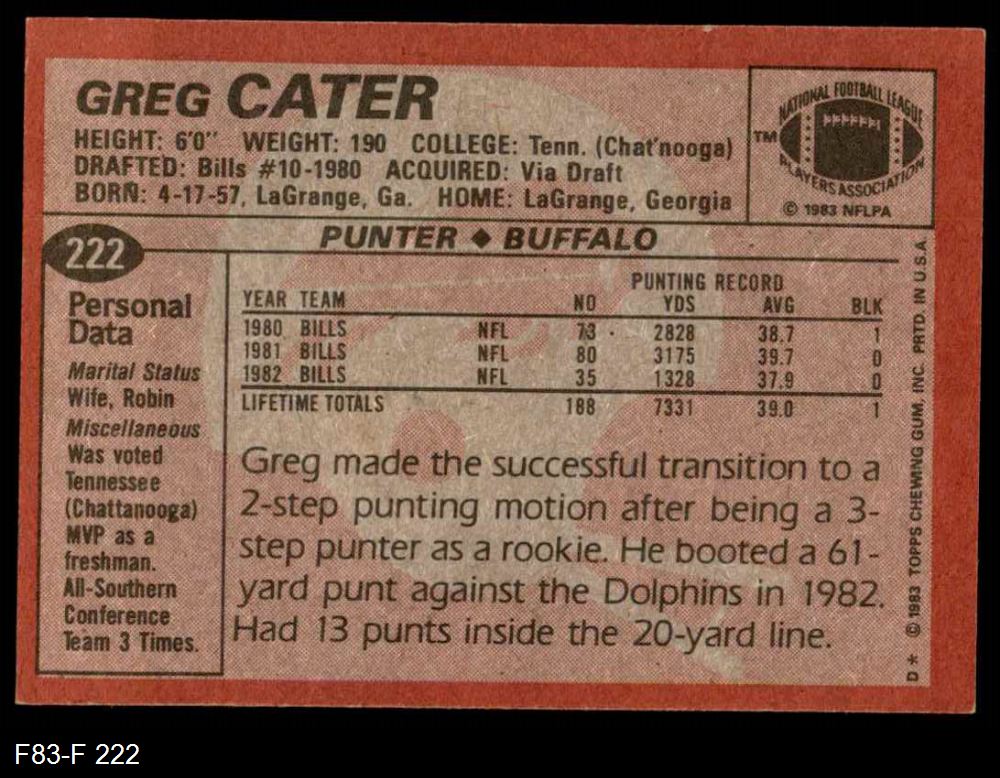 GREG CATER
HEIGHT: 6'0" WEIGHT: 190 COLLEGE: Tenn. (Chat'nooga)
DRAFTED: Bills #10-1980 ACQUIRED: Via Draft
BORN: 4-17-57, LaGrange, Ga. HOME: LaGrange, Georgia
NATIONAL FOOTBALL LEAGUE
TM
NFLPA
PLAYERS ASSOCIATION
© 1983 NFLPA
222
PUNTER ♦ BUFFALO
Personal
Data
Marital Status
Wife, Robin
Miscellaneous
Was voted
Tennessee
(Chattanooga)
MVP as a
freshman.
All-Southern
Conference
Team 3 Times.
PUNTING RECORD
YEAR TEAM NO YDS AVG BLK
1980 BILLS NFL 73 2828 38.7 1
1981 BILLS NFL 80 3175 39.7 0
1982 BILLS NFL 35 1328 37.9 0
LIFETIME TOTALS 188 7331 39.0 1
Greg made the successful transition to a
2-step punting motion after being a 3-
step punter as a rookie. He booted a 61-
yard punt against the Dolphins in 1982.
Had 13 punts inside the 20-yard line.
D* © 1983 TOPPS CHEWING GUM, INC. PRTD. IN U.S.A.
F83-F 222